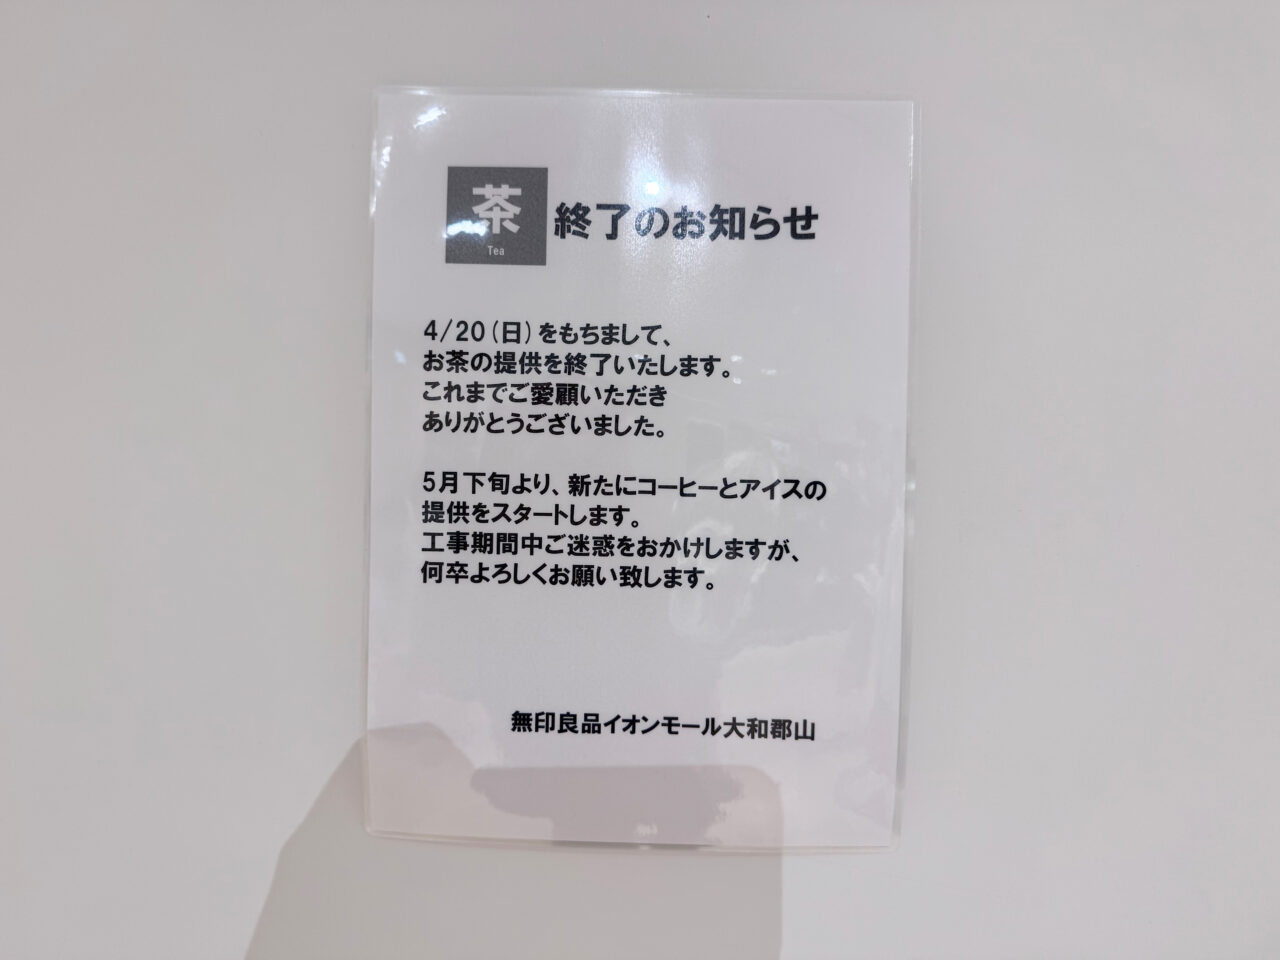 茶
Tea
終了のお知らせ
4/20(日)をもちまして、
お茶の提供を終了いたします。
これまでご愛顧いただき
ありがとうございました。
5月下旬より、新たにコーヒーとアイスの
提供をスタートします。
工事期間中ご迷惑をおかけしますが、
何卒よろしくお願い致します。
無印良品イオンモール大和郡山